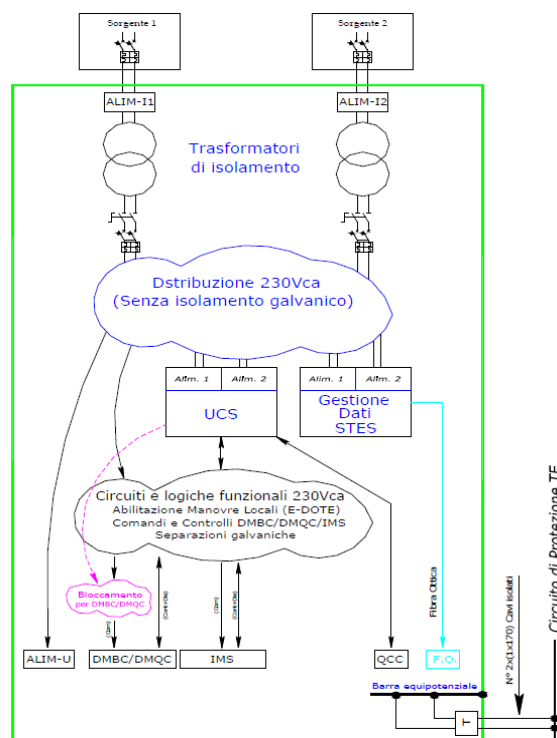 Sorgente 1
Sorgente 2
ALIM-I1
ALIM-I2
Trasformatori
di isolamento
Dstribuzione 230Vca
(Senza isolamento galvanico)
Alim. 1
Alim. 2
Alim. 1
Alim. 2
UCS
Gestione
Dati
STES
Circuiti e logiche funzionali 230Vca
Abilitazione Manovre Locali (E-DOTE)
Comandi e Controlli DMBC/DMQC/IMS
Separazioni galvaniche
Bloccamento
per DMBC/DMQC
(Com)
(Com)
Fibra Ottica
N° 2x(1x170) Cavi Isolati
Circuito di Protezione TE
ALIM-U
DMBC/DMQC
IMS
QCC
F.O.
Barra equipotenziale
T